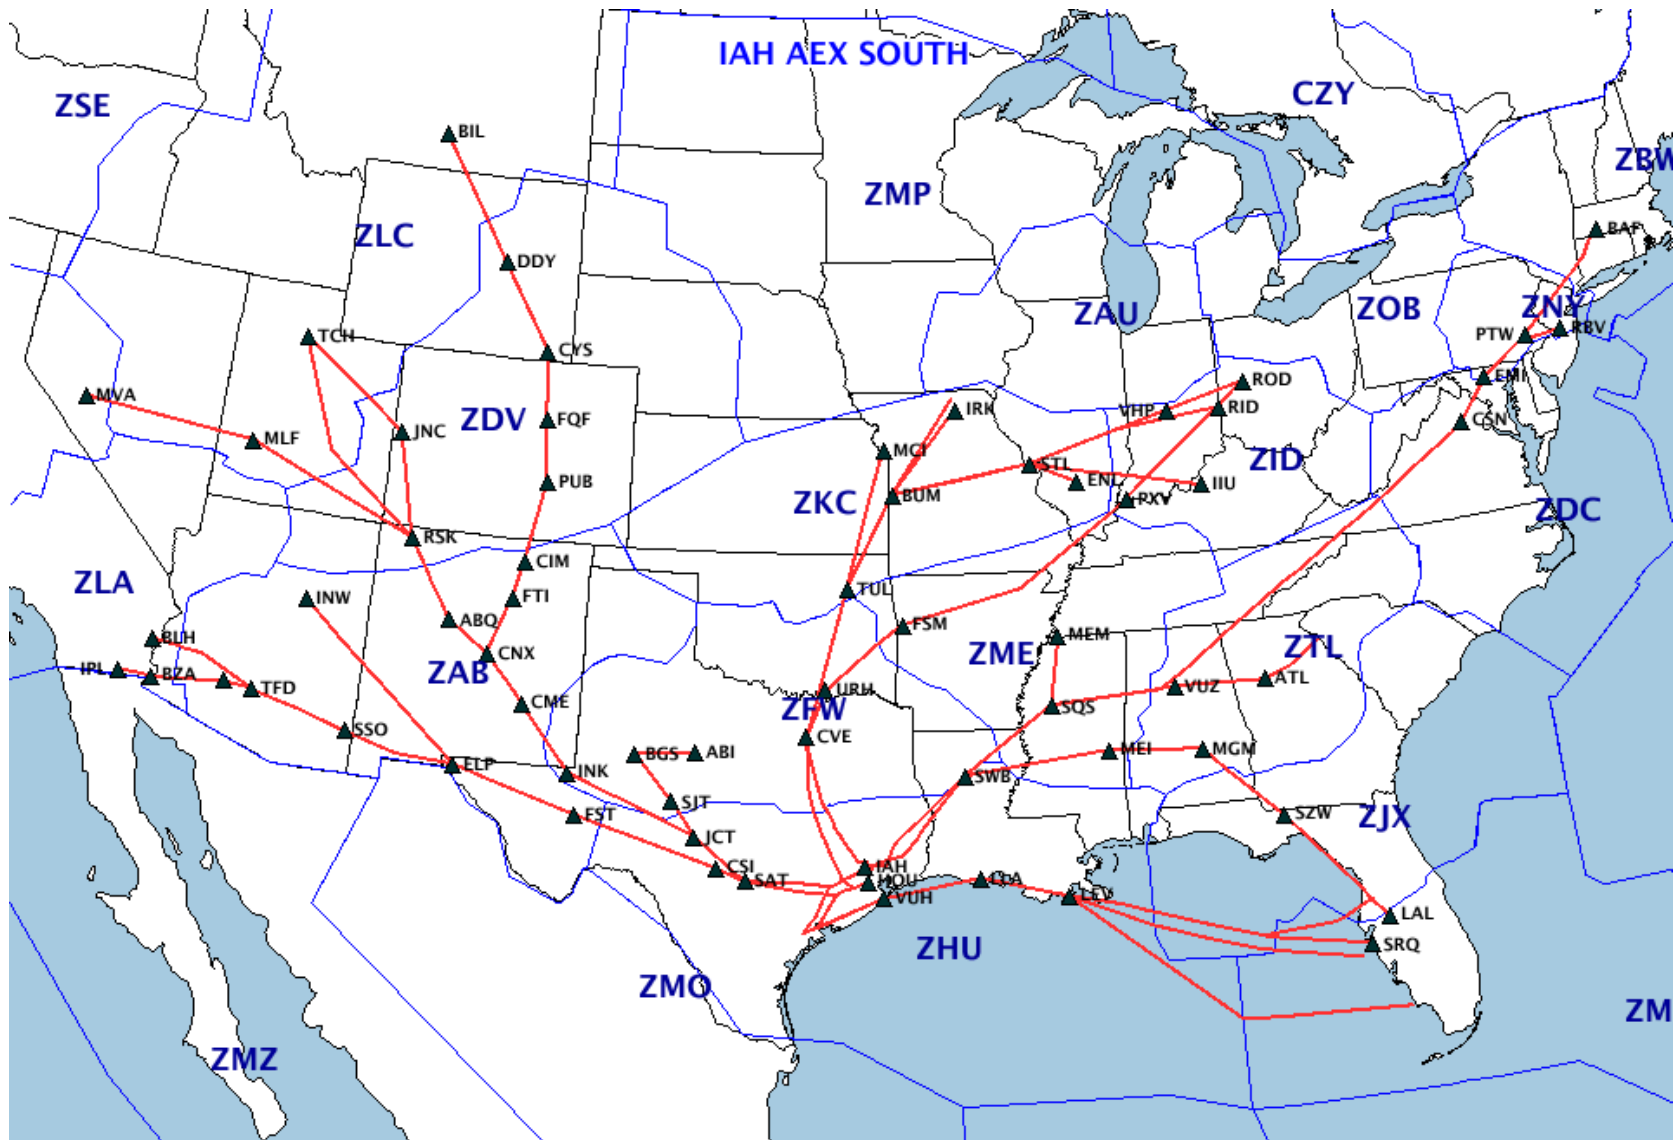 IAH AEX SOUTH
ZSE
CZY
BIL
ZBW
ZMP
BAF
ZLC
DDY
ZAU
ZOB
ZNY
RBV
PTW
TCH
CYS
EMI
ROD
MVA
VHP
RID
IRK
ZDV
FQF
CSN
JNC
MLF
MCI
ZID
STL
PUB
ENL
IIU
BUM
PXV
ZKC
ZDC
RSK
CIM
ZLA
TUL
INW
FTI
ABQ
FSM
BLH
MEM
ZTL
ZME
CNX
IPL
BZA
ZAB
TFD
ATL
VUZ
URH
CME
ZFW
SQS
SSO
CVE
MEI
MGM
BGS
ABI
ELP
INK
SWB
SJT
FST
SZW
ZJX
JCT
CSI
IAH
SAT
HOU
LLA
VUH
LEV
LAL
SRQ
ZHU
ZMO
ZM
ZMZ